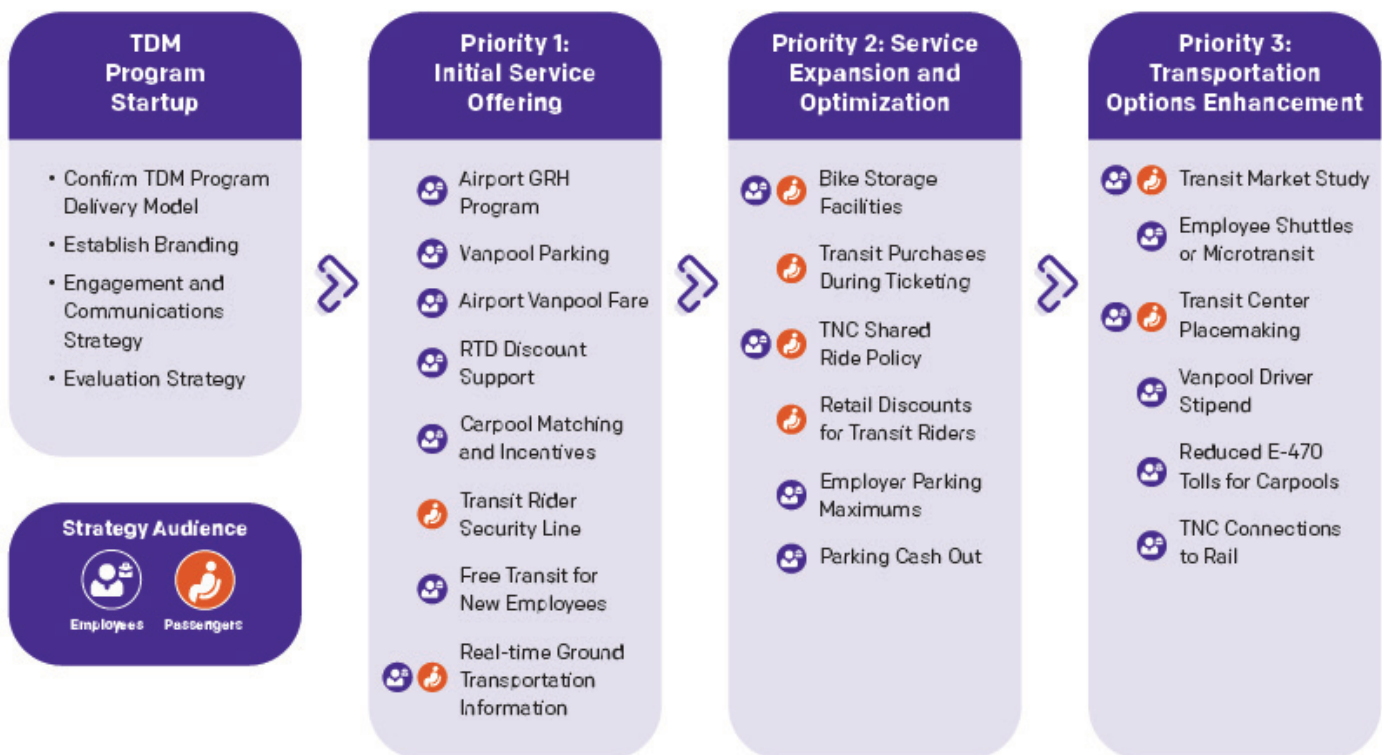 TDM
Program
Startup
• Confirm TDM Program
Delivery Model
• Establish Branding
• Engagement and
Communications
Strategy
• Evaluation Strategy
Strategy Audience
Employees
Passengers
Priority 1:
Initial Service
Offering
Airport GRH
Program
Vanpool Parking
Airport Vanpool Fare
RTD Discount
Support
Carpool Matching
and Incentives
Transit Rider
Security Line
Free Transit for
New Employees
Real-time Ground
Transportation
Information
Priority 2: Service
Expansion and
Optimization
Bike Storage
Facilities
Transit Purchases
During Ticketing
TNC Shared
Ride Policy
Retail Discounts
for Transit Riders
Employer Parking
Maximums
Parking Cash Out
Priority 3:
Transportation
Options Enhancement
Transit Market Study
Employee Shuttles
or Microtransit
Transit Center
Placemaking
Vanpool Driver
Stipend
Reduced E-470
Tolls for Carpools
TNC Connections
to Rail